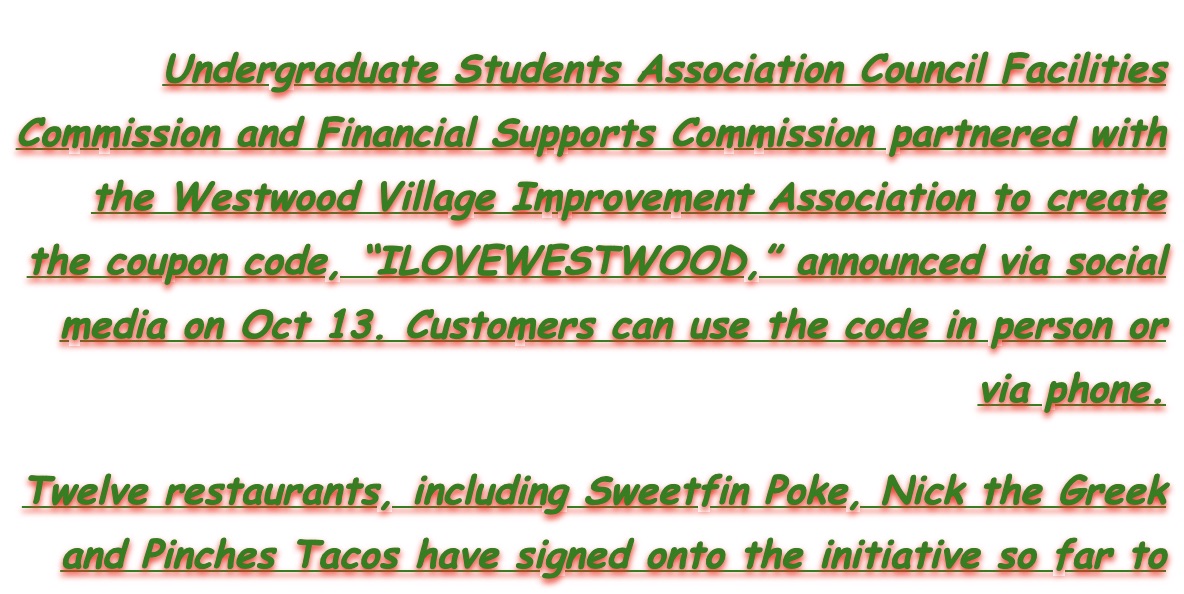 Undergraduate Students Association Council Facilities
Commission and Financial Supports Commission partnered with
the Westwood Village Improvement Association to create
the coupon code, “ILOVEWESTWOOD,” announced via social
media on Oct 13. Customers can use the code in person or
via phone.
Twelve restaurants, including Sweetfin Poke, Nick the Greek
and Pinches Tacos have signed onto the initiative so far to